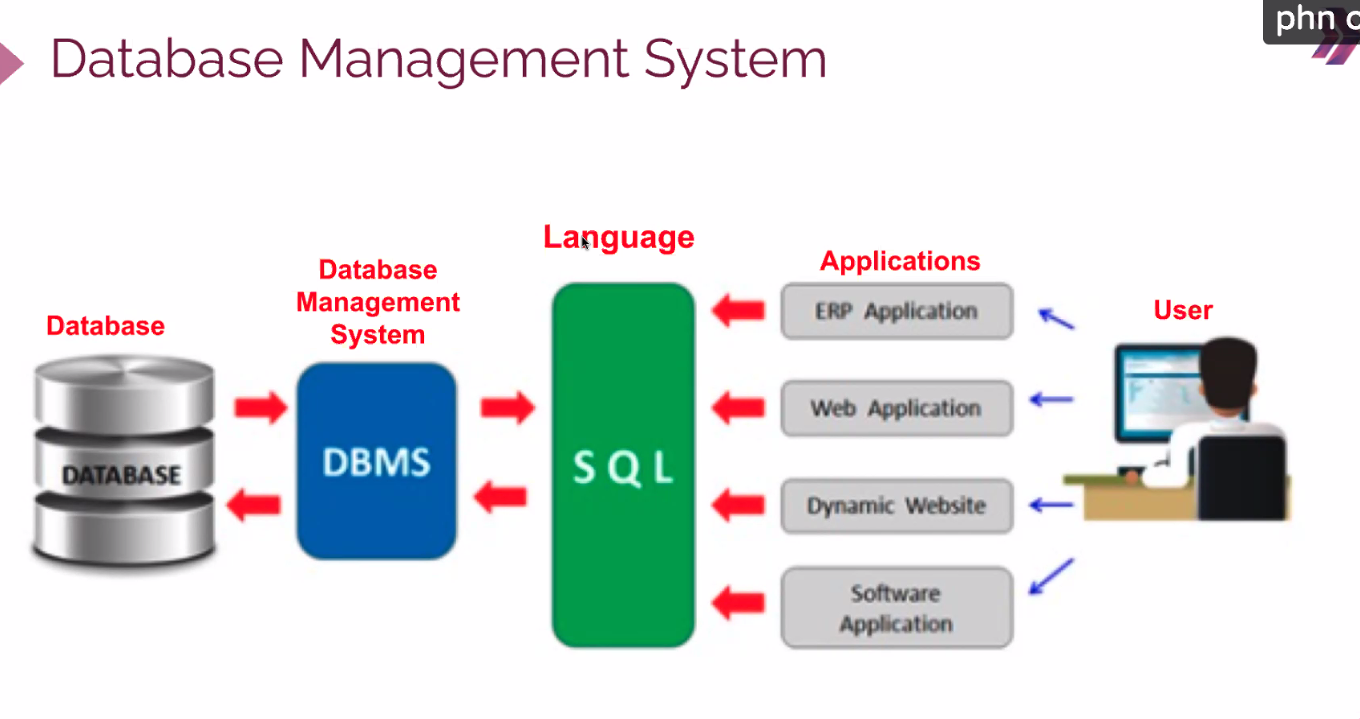 phn
Database Management System
Language
Database
Management
System
Applications
Database
User
ERP Application
Web Application
Dynamic Website
Software
Application
DBMS
SQL
DATABASE